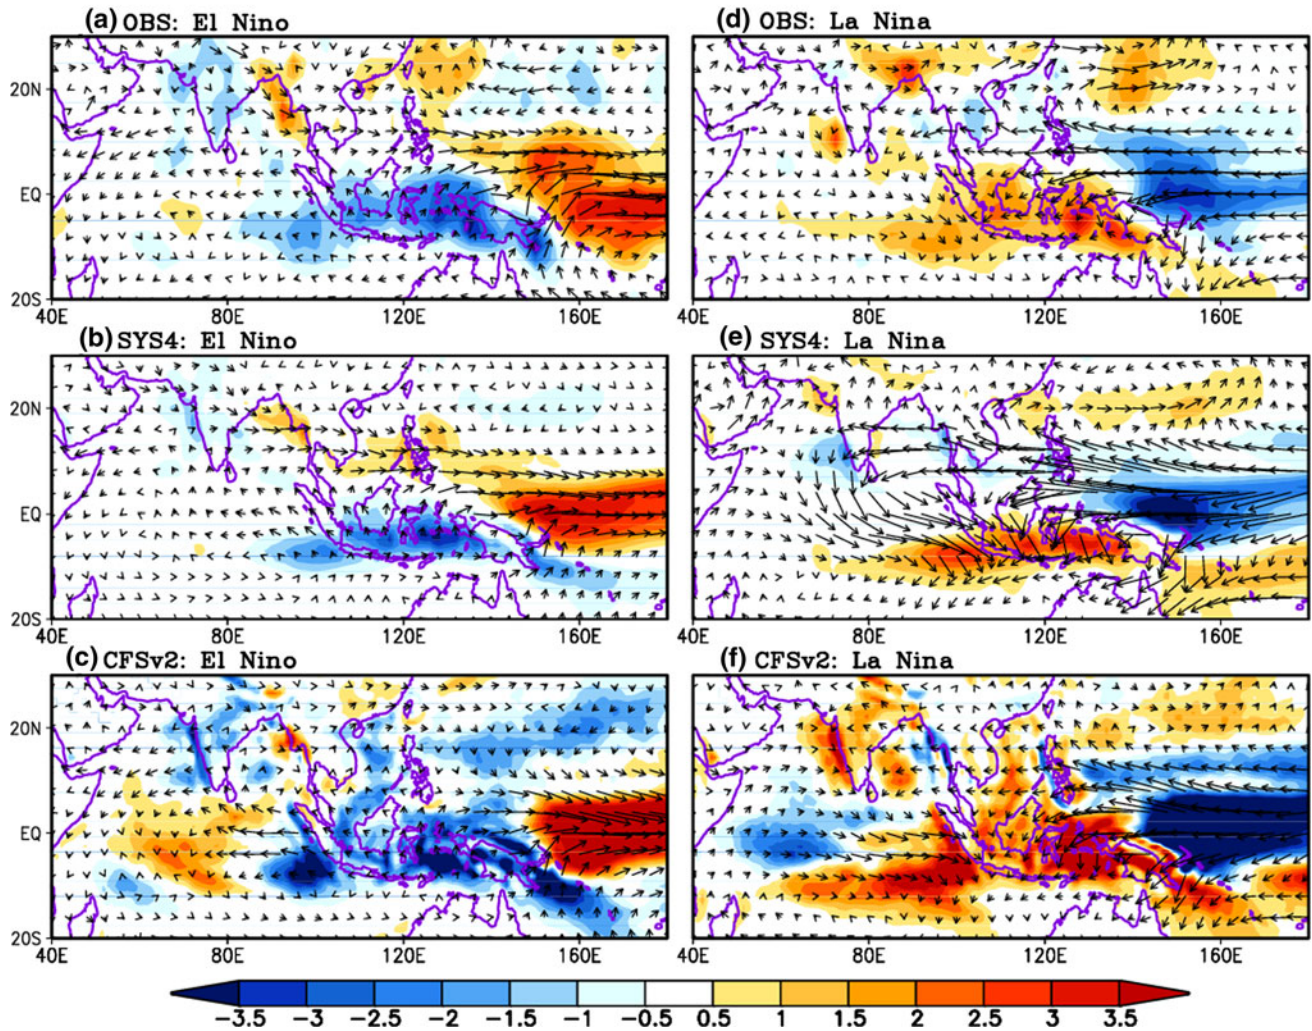 (a) OBS: El Nino
(d) OBS: La Nina
20N
EQ
20S
40E 80E 120E 160E
40E 80E 120E 160E
(b) SYS4: El Nino
(e) SYS4: La Nina
20N
EQ
20S
40E 80E 120E 160E
40E 80E 120E 160E
(c) CFSv2: El Nino
(f) CFSv2: La Nina
20N
EQ
20S
40E 80E 120E 160E
40E 80E 120E 160E
-3.5 -3 -2.5 -2 -1.5 -1 -0.5 0.5 1 1.5 2 2.5 3 3.5